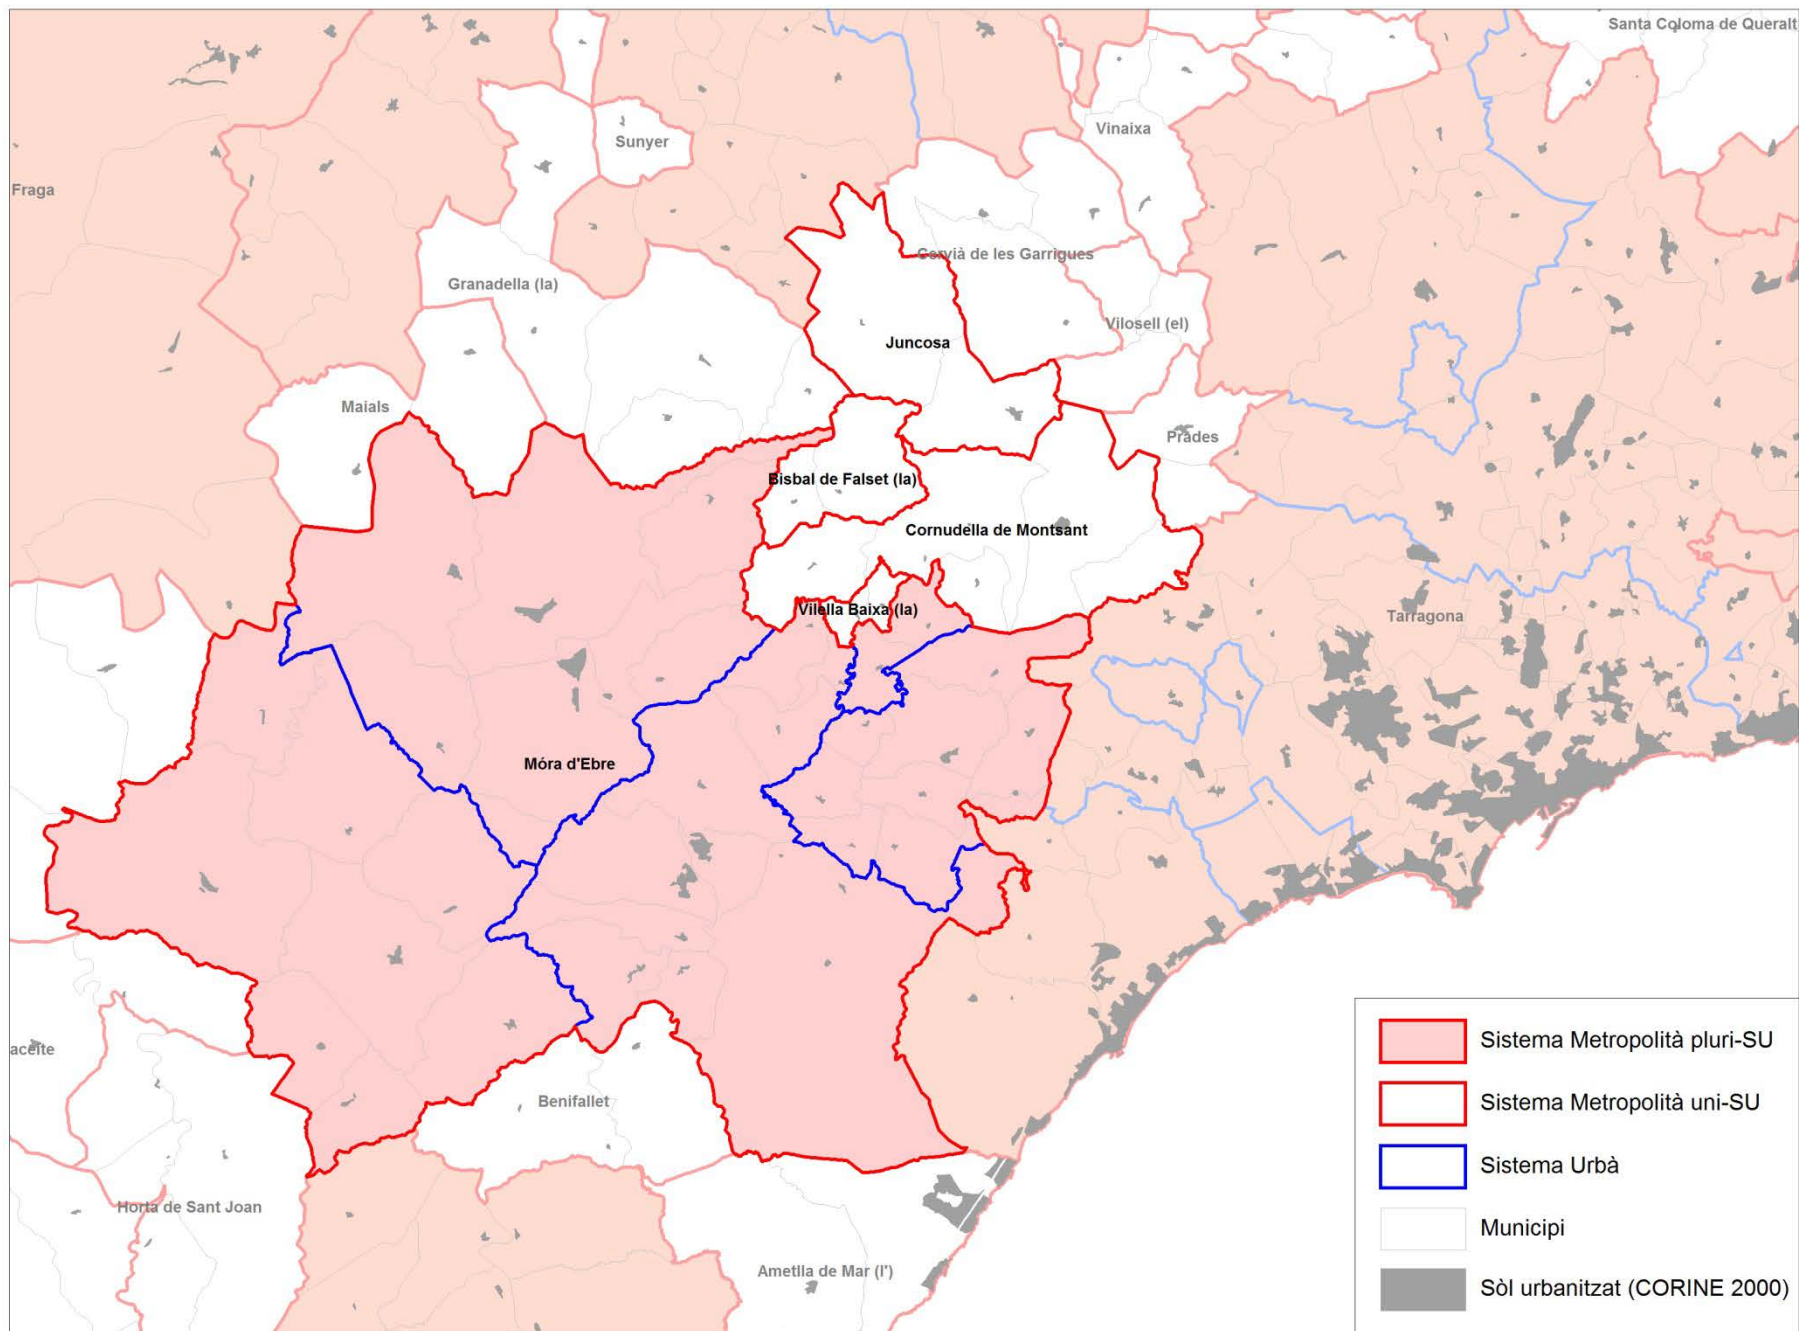 Santa Coloma de Queralt
Vinaixa
Sunyer
Fraga
Cervià de les Garrigues
Granadella (la)
Vilosell (el)
Juncosa
Maials
Prades
Bisbal de Falset (la)
Cornudella de Montsant
Vilella Baixa (la)
Tarragona
Móra d'Ebre
aceite
Benifallet
Horta de Sant Joan
Ametlla de Mar (l')
Sistema Metropolità pluri-SU
Sistema Metropolità uni-SU
Sistema Urbà
Municipi
Sòl urbanitzat (CORINE 2000)